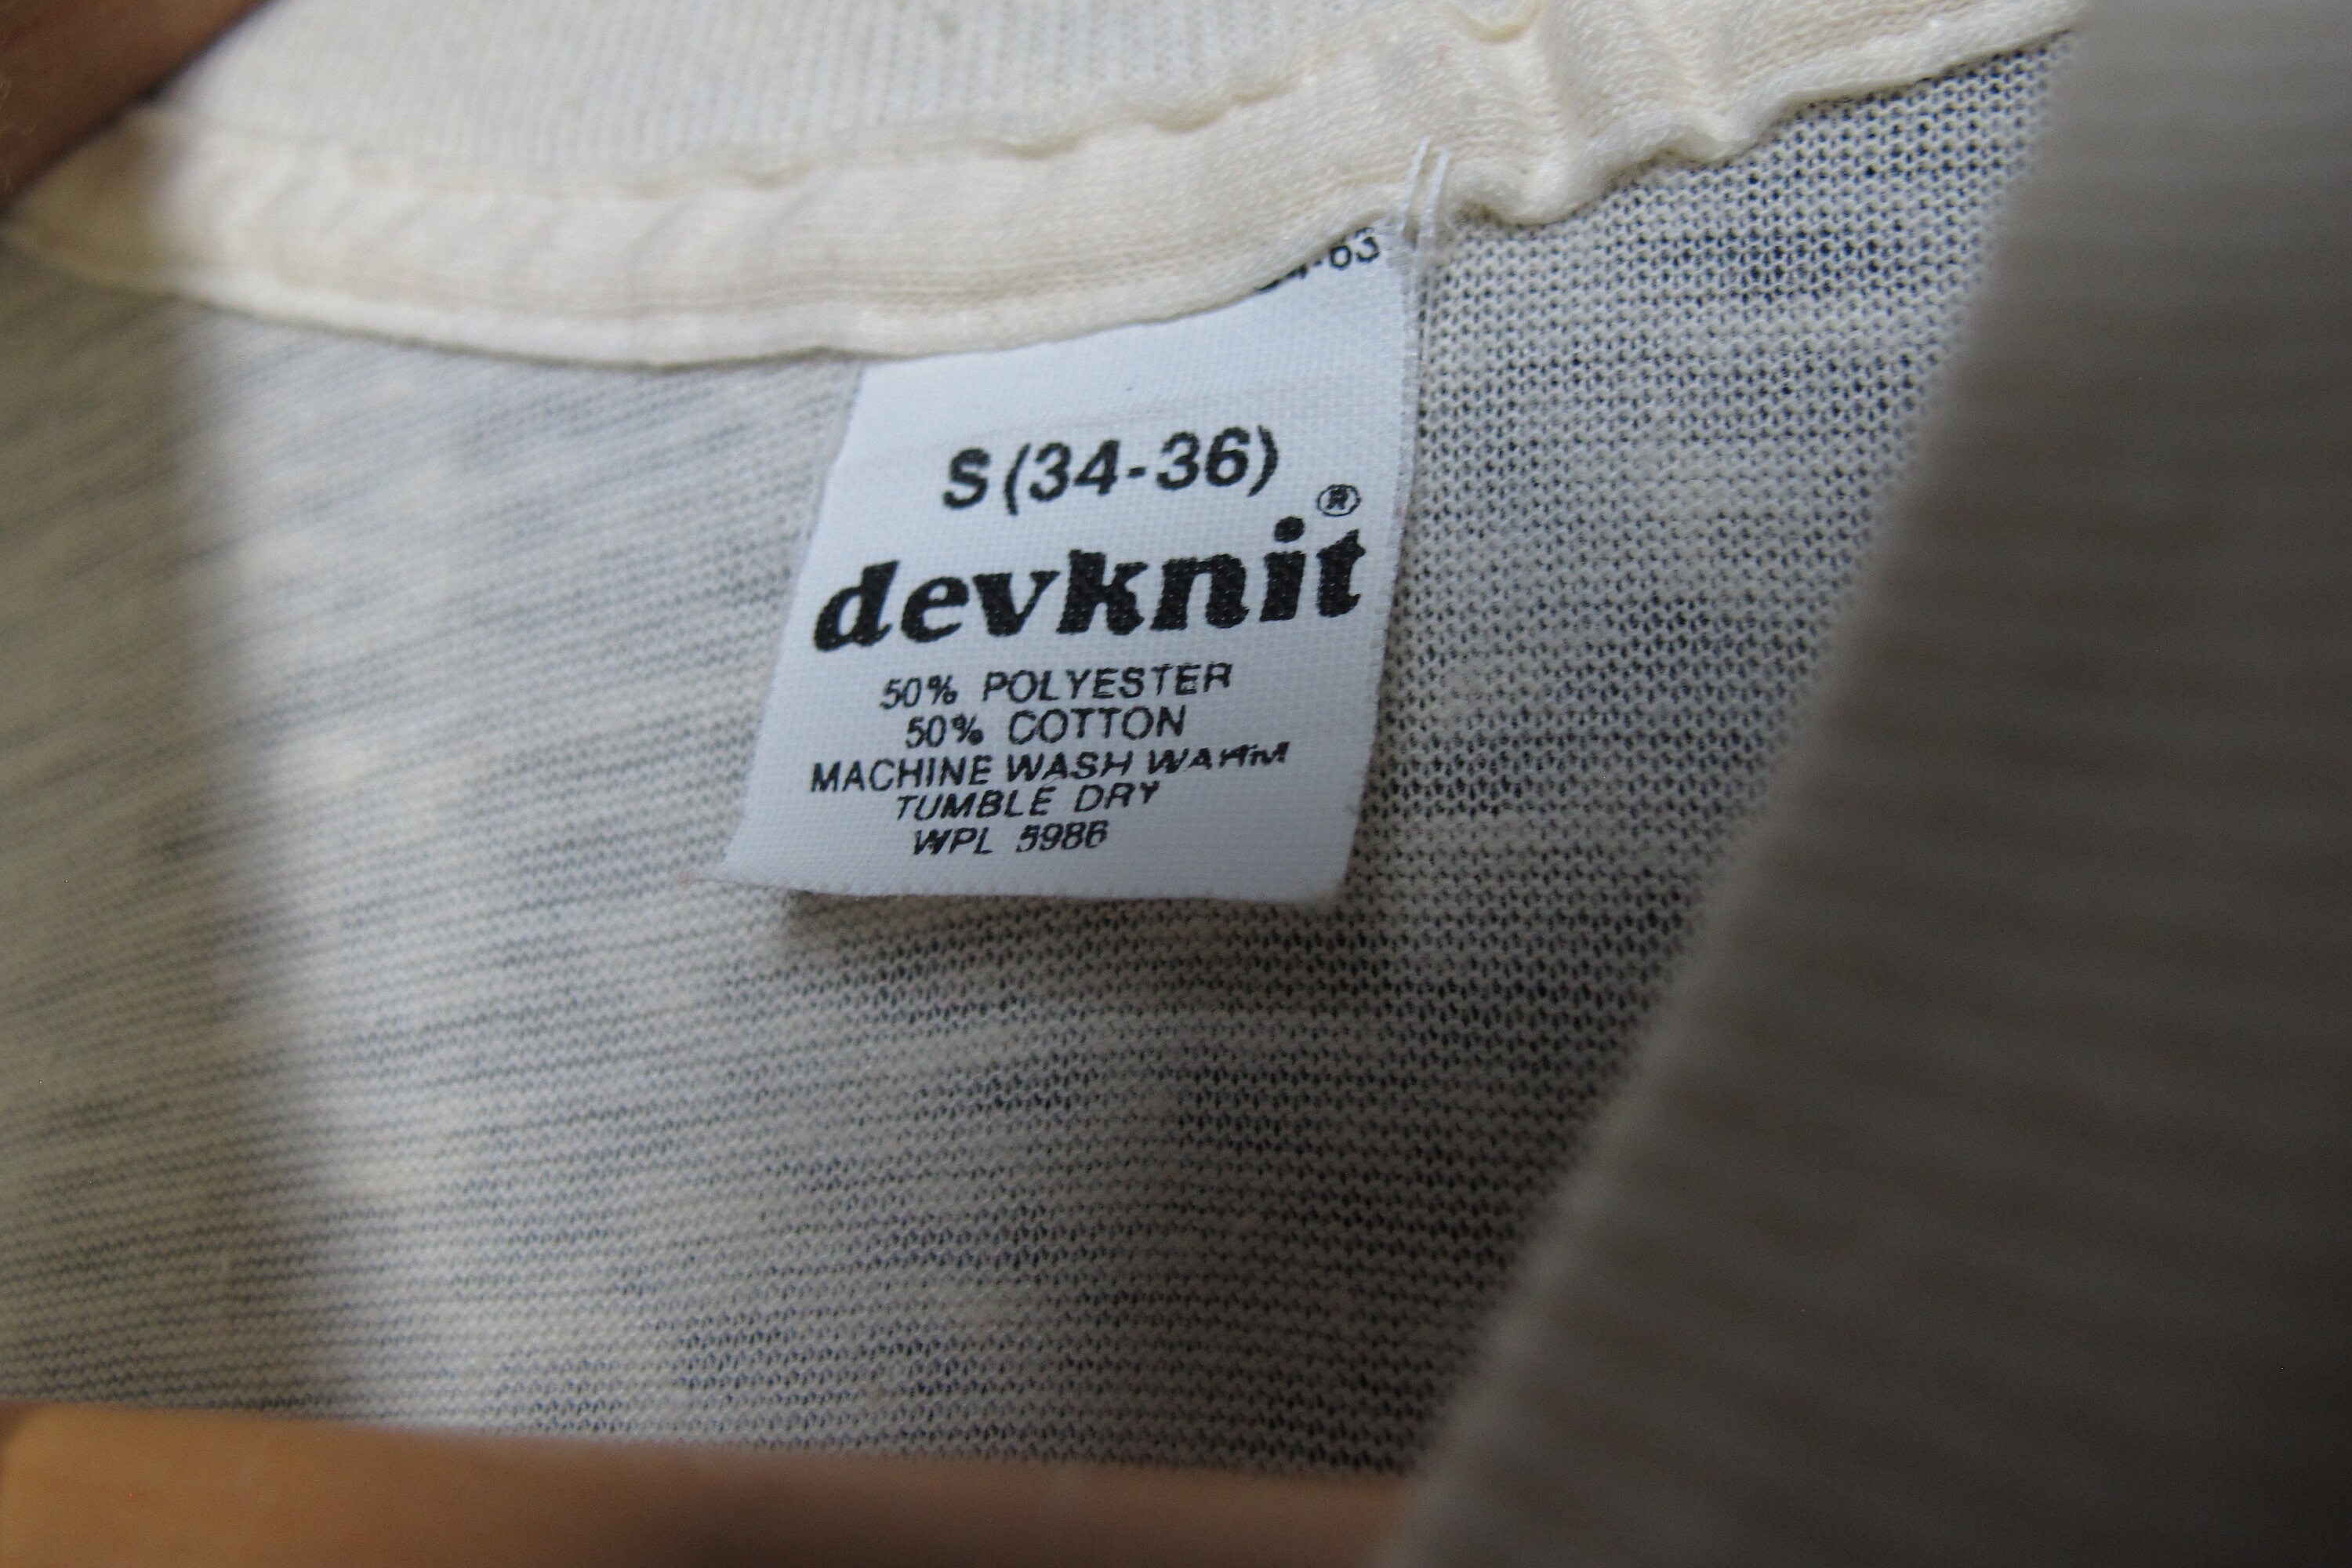 S (34-36)
devknit®
50% POLYESTER
50% COTTON
MACHINE WASH WARM
TUMBLE DRY
WPL 5986